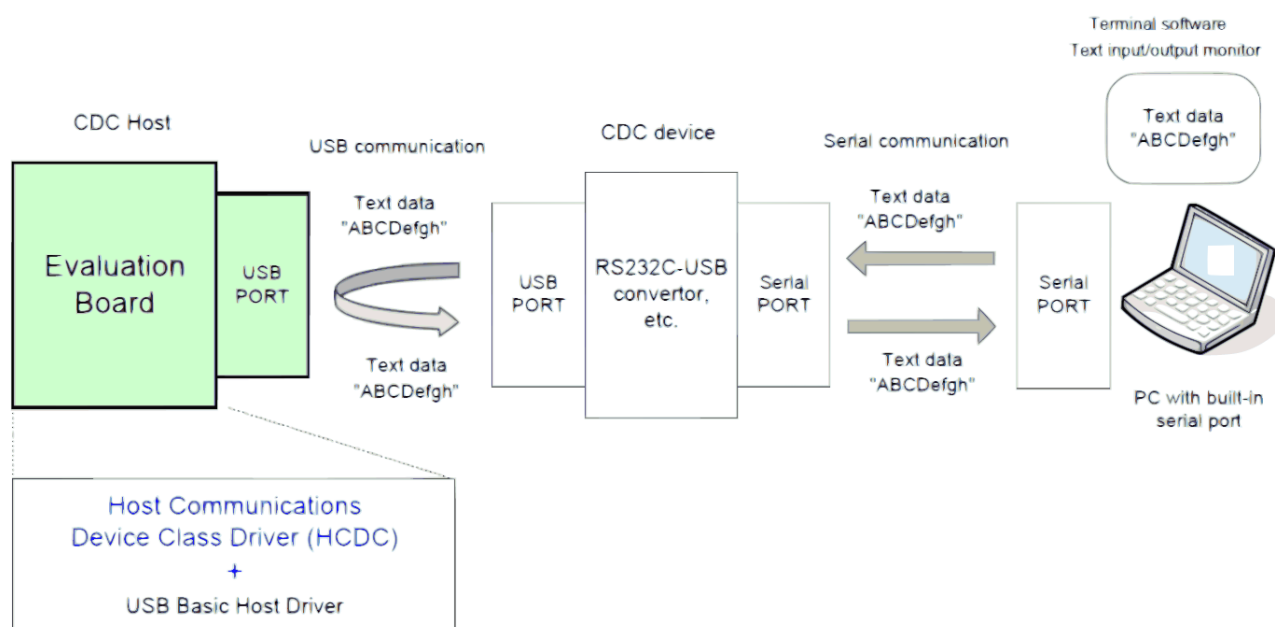 Terminal software
Text input/output monitor
Text data
"ABCDefgh"
CDC Host
USB communication
CDC device
Serial communication
Text data
"ABCDefgh"
Text data
"ABCDefgh"
Evaluation
Board
USB
PORT
USB
PORT
RS232C-USB
convertor,
etc.
Serial
PORT
Serial
PORT
Text data
"ABCDefgh"
Text data
"ABCDefgh"
PC with built-in
serial port
Host Communications
Device Class Driver (HCDC)
+
USB Basic Host Driver